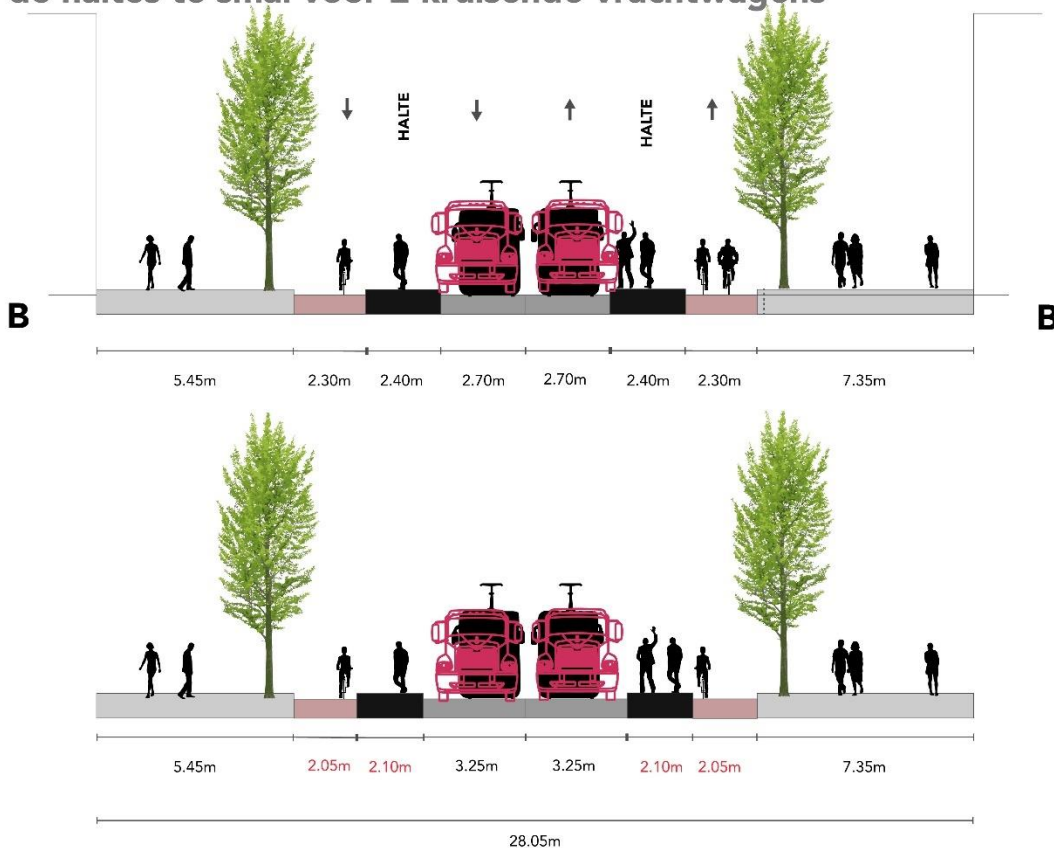 de haltes te smal voor 2 kruisende vrachtwagens
HALTE
HALTE
B
B
5.45m 2.30m 2.40m 2.70m 2.70m 2.40m 2.30m 7.35m
5.45m 2.05m 2.10m 3.25m 3.25m 2.10m 2.05m 7.35m
28.05m